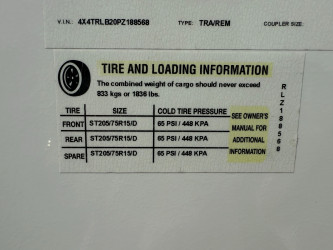 V.I.N.: 4X4TRLB20PZ188568 TYPE: TRA/REM COUPLER SIZE:
TIRE AND LOADING INFORMATION
The combined weight of cargo should never exceed
833 kgs or 1836 lbs.
TIRE SIZE COLD TIRE PRESSURE
FRONT ST205/75R15/D 65 PSI / 448 KPA
REAR ST205/75R15/D 65 PSI / 448 KPA
SPARE ST205/75R15/D 65 PSI / 448 KPA
SEE OWNER'S
MANUAL FOR
ADDITIONAL
INFORMATION
RLZ188568